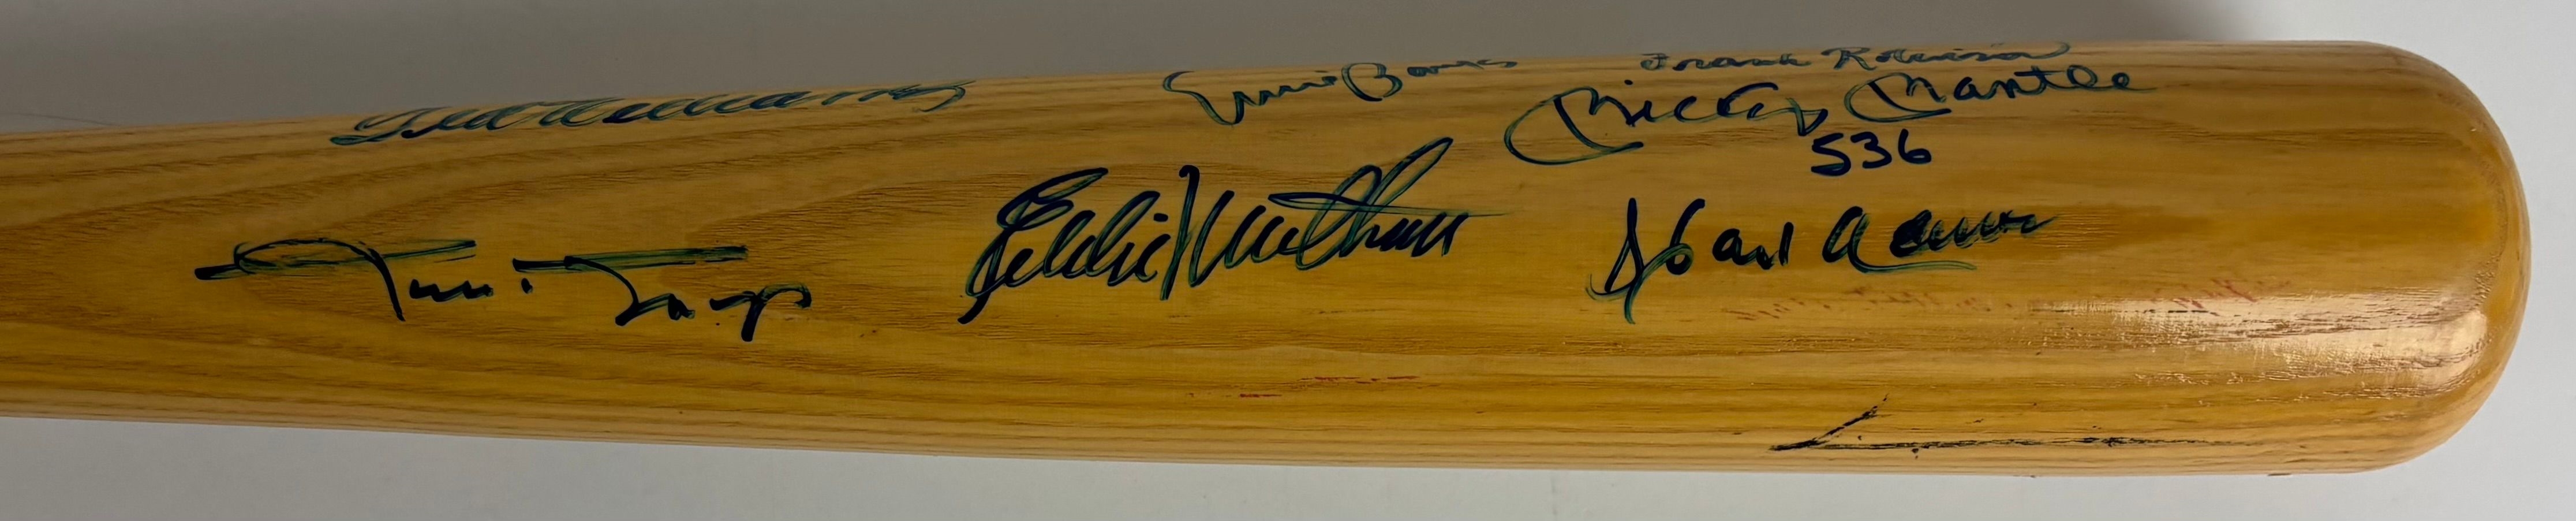 Ted Williams
Ernie Banks
Frank Robinson
Mickey Mantle
536
Willie Mays
Eddie Mathews
Hank Aaron